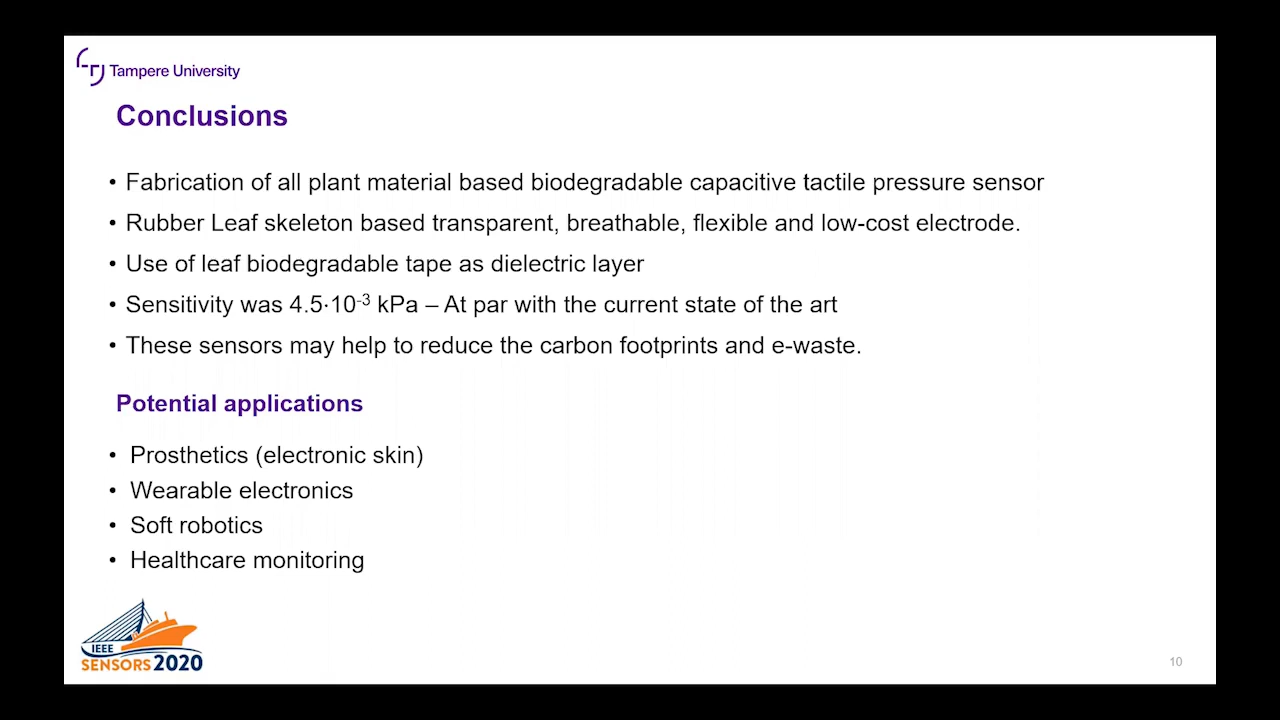 Tampere University
Conclusions
• Fabrication of all plant material based biodegradable capacitive tactile pressure sensor
• Rubber Leaf skeleton based transparent, breathable, flexible and low-cost electrode.
• Use of leaf biodegradable tape as dielectric layer
• Sensitivity was 4.5·10⁻³ kPa – At par with the current state of the art
• These sensors may help to reduce the carbon footprints and e-waste.
Potential applications
• Prosthetics (electronic skin)
• Wearable electronics
• Soft robotics
• Healthcare monitoring
IEEE
SENSORS 2020
10